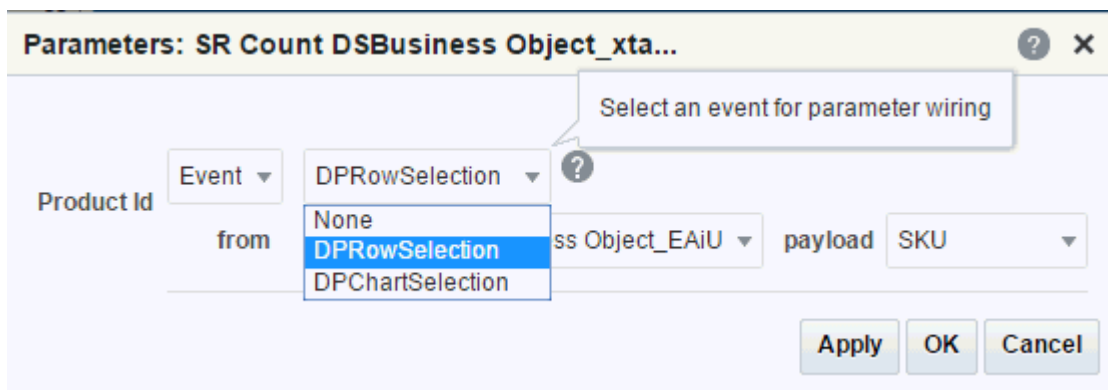 Parameters: SR Count DSBusiness Object_xta...
Select an event for parameter wiring
Event DPRowSelection
Product Id
None
from ss Object_EAiU payload SKU
DPRowSelection
DPChartSelection
Apply OK Cancel